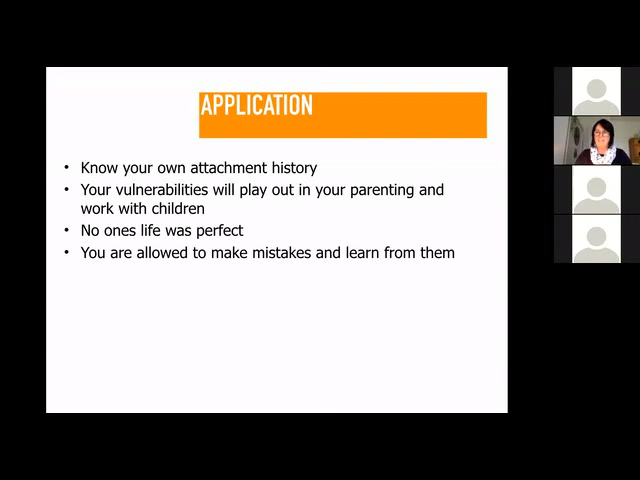 APPLICATION
• Know your own attachment history
• Your vulnerabilities will play out in your parenting and
work with children
• No ones life was perfect
• You are allowed to make mistakes and learn from them